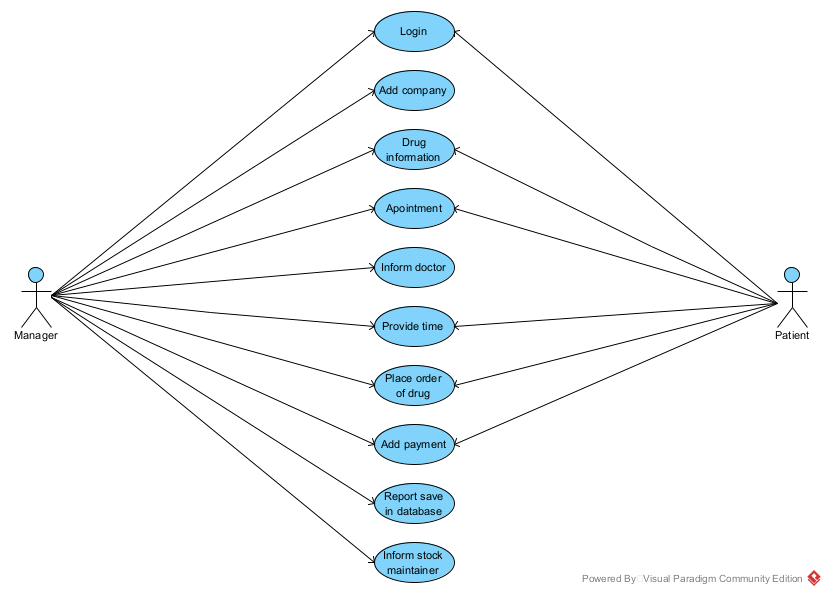 Login
Add company
Drug
information
Apointment
Inform doctor
Manager
Patient
Provide time
Place order
of drug
Add payment
Report save
in database
Inform stock
maintainer
Powered By Visual Paradigm Community Edition